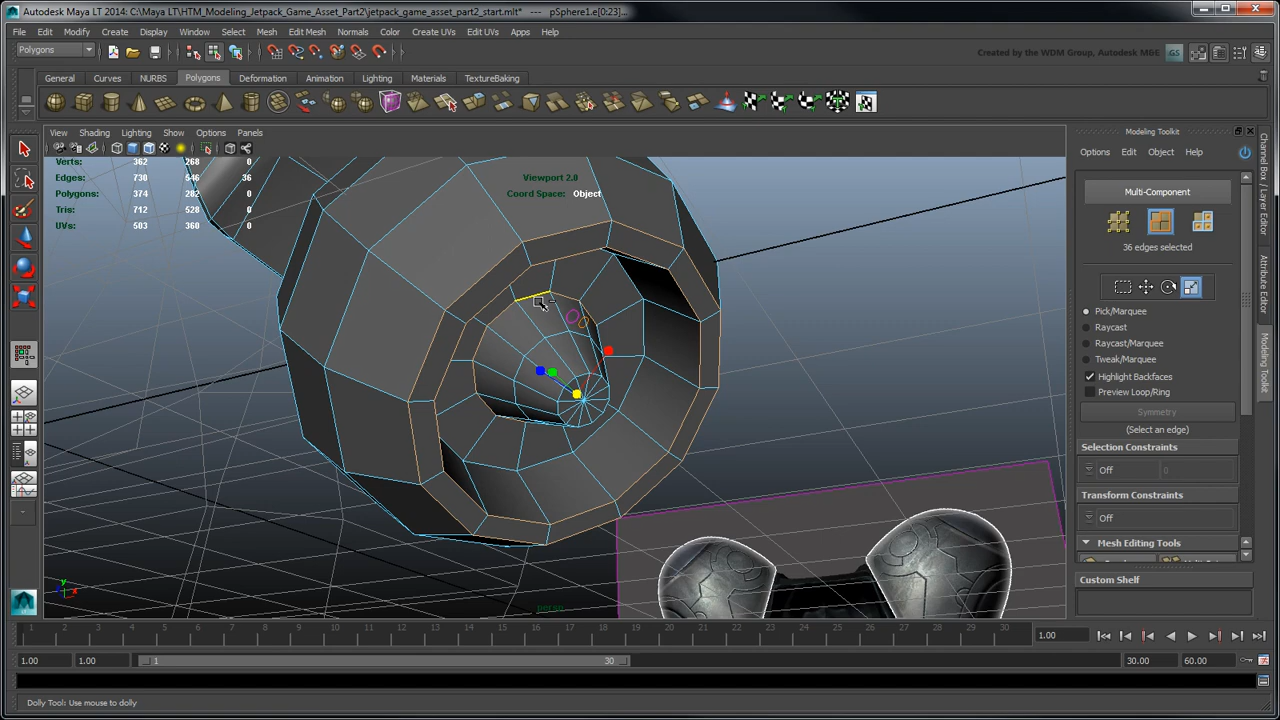 Autodesk Maya LT 2014: C:\Maya LT\HTM_Modeling_Jetpack_Game_Asset_Part2\jetpack_game_asset_part2_start.mlt* --- pSphere1.e[0:23]...
File Edit Modify Create Display Window Select Mesh Edit Mesh Normals Color Create UVs Edit UVs Apps Help
Polygons
Created by the WDM Group, Autodesk M&E
GS
General Curves NURBS Polygons Deformation Animation Lighting Materials TextureBaking
View Shading Lighting Show Options Panels
Verts: 362 268 0
Edges: 730 546 36
Polygons: 374 282 0
Tris: 712 528 0
UVs: 503 360 0
Viewport 2.0
Coord Space: Object
Modeling Toolkit
Options Edit Object Help
Multi-Component
36 edges selected
Pick/Marquee
Raycast
Raycast/Marquee
Tweak/Marquee
Highlight Backfaces
Preview Loop/Ring
Symmetry
(Select an edge)
Selection Constraints
Off 0
Transform Constraints
Off
Mesh Editing Tools
Custom Shelf
Channel Box / Layer Editor
Attribute Editor
Modeling Toolkit
y
x
persp
1 2 3 4 5 6 7 8 9 10 11 12 13 14 15 16 17 18 19 20 21 22 23 24 25 26 27 28 29 30
1.00
1.00 1.00 1 30 30.00 60.00
Dolly Tool: Use mouse to dolly